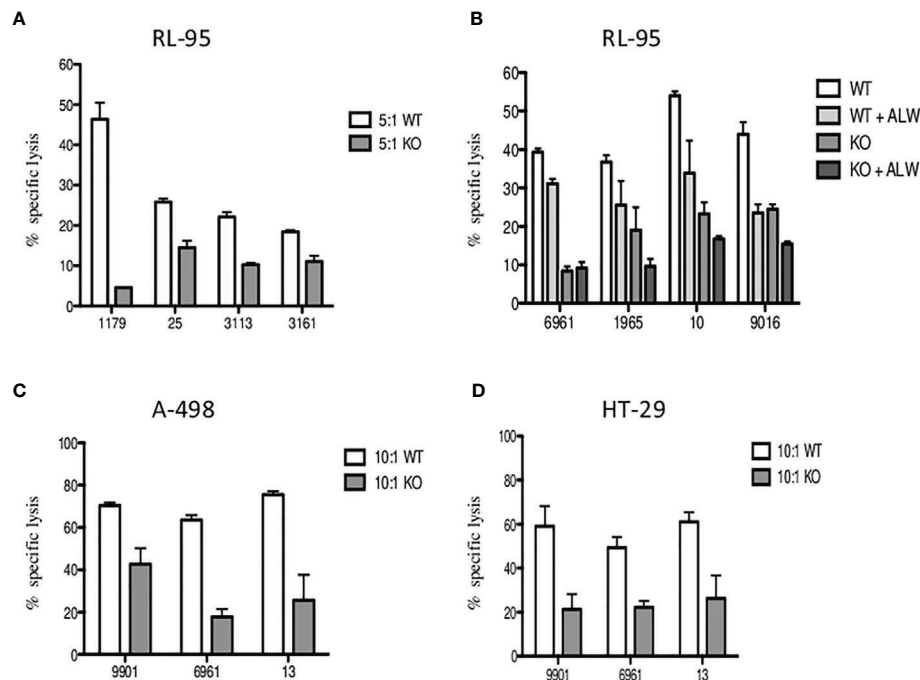 A
RL-95
% specific lysis
60
50
40
30
20
10
0
1179 25 3113 3161
5:1 WT
5:1 KO
B
RL-95
% specific lysis
60
50
40
30
20
10
0
6961 1965 10 9016
WT
WT + ALW
KO
KO + ALW
C
A-498
% specific lysis
100
80
60
40
20
0
9901 6961 13
10:1 WT
10:1 KO
D
HT-29
% specific lysis
100
80
60
40
20
0
9901 6961 13
10:1 WT
10:1 KO